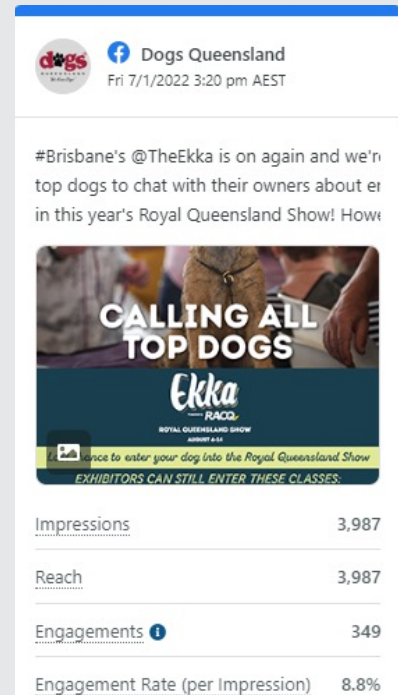 dogs
QUEENSLAND
Dogs Queensland
Fri 7/1/2022 3:20 pm AEST
#Brisbane's @TheEkka is on again and we're
top dogs to chat with their owners about er
in this year's Royal Queensland Show! Howe
CALLING ALL
TOP DOGS
Ekka
RACQ
ROYAL QUEENSLAND SHOW
AUGUST 4-14
ance to enter your dog into the Royal Queensland Show
EXHIBITORS CAN STILL ENTER THESE CLASSES:
Impressions 3,987
Reach 3,987
Engagements 349
Engagement Rate (per Impression) 8.8%